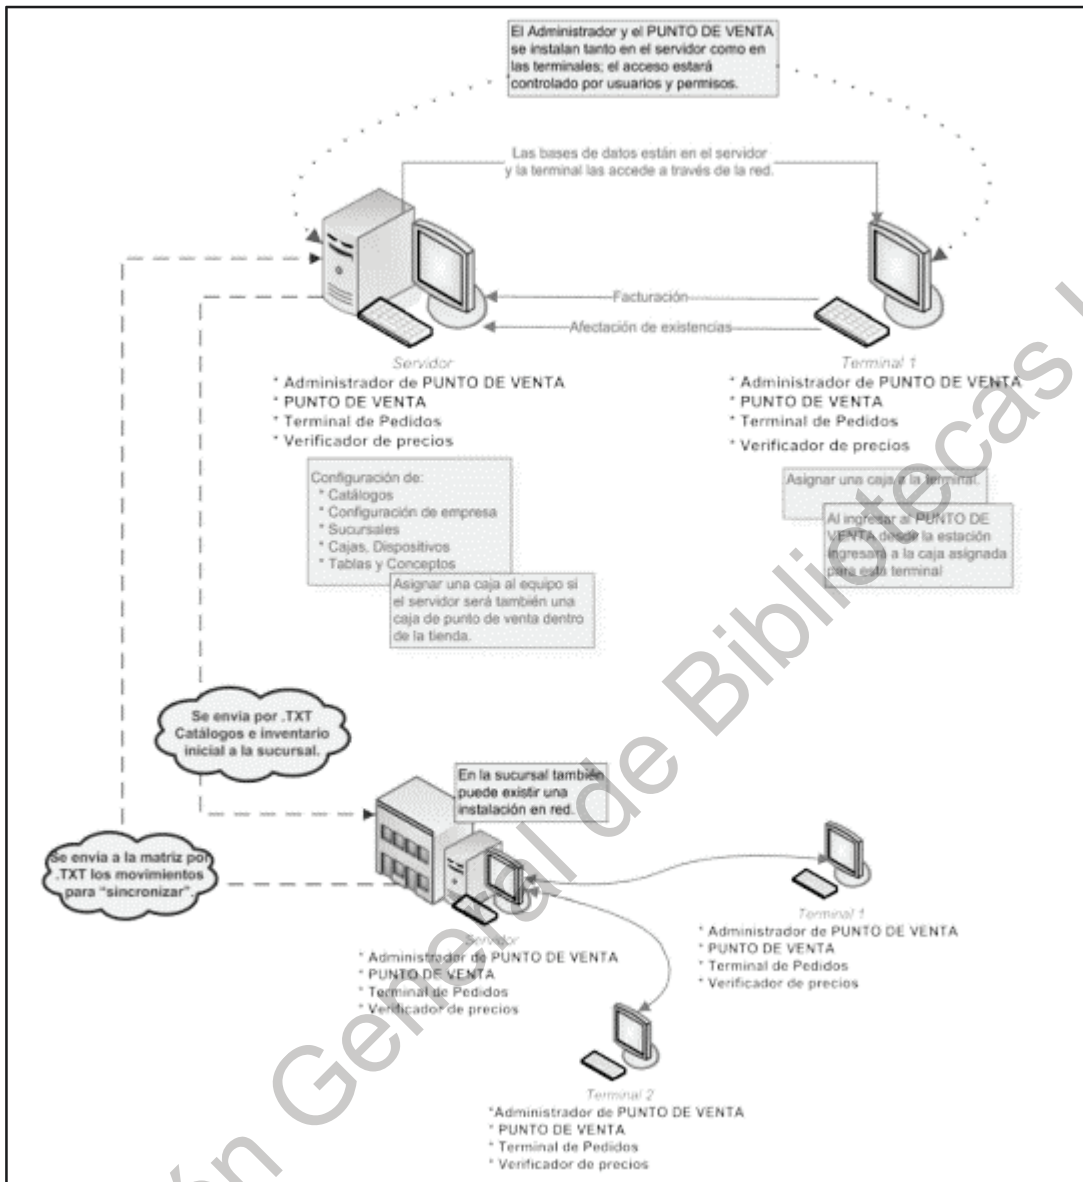 El Administrador y el PUNTO DE VENTA
se instalan tanto en el servidor como en
las terminales; el acceso estará
controlado por usuarios y permisos.
Las bases de datos están en el servidor
y la terminal las accede a través de la red.
Facturación
Afectación de existencias
Servidor
* Administrador de PUNTO DE VENTA
* PUNTO DE VENTA
* Terminal de Pedidos
* Verificador de precios
Terminal 1
* Administrador de PUNTO DE VENTA
* PUNTO DE VENTA
* Terminal de Pedidos
* Verificador de precios
Configuración de:
* Catálogos
* Configuración de empresa
* Sucursales
* Cajas, Dispositivos
* Tablas y Conceptos
Asignar una caja al equipo si
el servidor será también una
caja de punto de venta dentro
de la tienda.
Asignar una caja a la terminal.
Al ingresar al PUNTO DE
VENTA desde la estación
ingresará a la caja asignada
para esta terminal
Se envia por .TXT
Catálogos e inventario
inicial a la sucursal.
Se envia a la matriz por
.TXT los movimientos
para “sincronizar”.
En la sucursal también
puede existir una
instalación en red.
Servidor
* Administrador de PUNTO DE VENTA
* PUNTO DE VENTA
* Terminal de Pedidos
* Verificador de precios
Terminal 1
* Administrador de PUNTO DE VENTA
* PUNTO DE VENTA
* Terminal de Pedidos
* Verificador de precios
Terminal 2
*Administrador de PUNTO DE VENTA
* PUNTO DE VENTA
* Terminal de Pedidos
* Verificador de precios
General de Bibliotecas